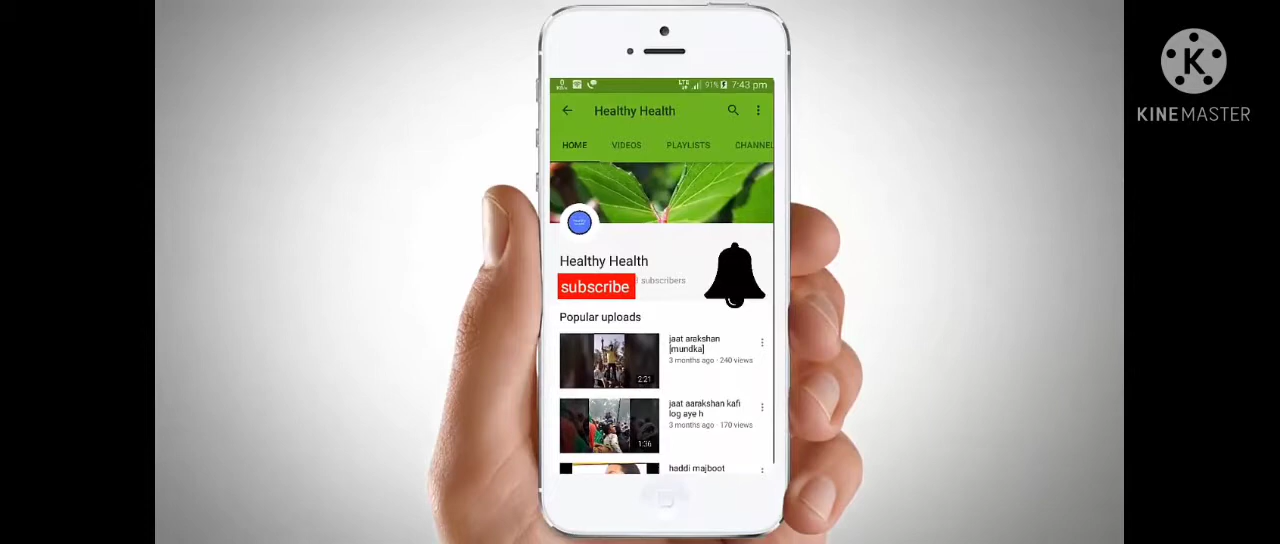 KINEMASTER
91% 7:43 pm
Healthy Health
HOME VIDEOS PLAYLISTS CHANNEL
Healthy Health
subscribe subscribers
Popular uploads
jaat arakshan
[mundka]
3 months ago · 240 views
2:21
jaat aarakshan kafi
log aye h
3 months ago · 170 views
1:36
haddi majboot